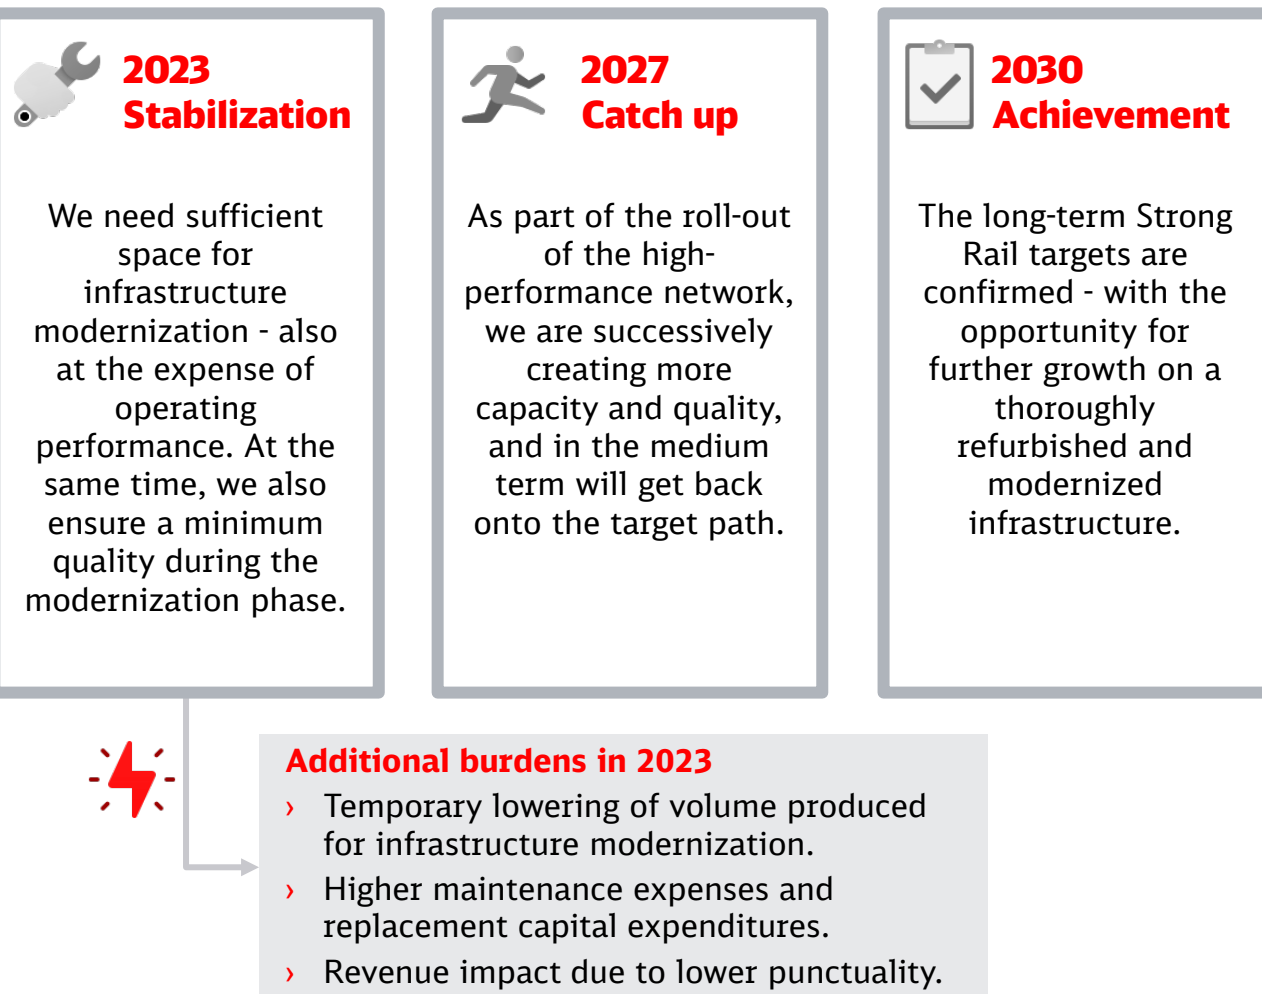 2023
Stabilization
We need sufficient
space for
infrastructure
modernization - also
at the expense of
operating
performance. At the
same time, we also
ensure a minimum
quality during the
modernization phase.
2027
Catch up
As part of the roll-out
of the high-
performance network,
we are successively
creating more
capacity and quality,
and in the medium
term will get back
onto the target path.
2030
Achievement
The long-term Strong
Rail targets are
confirmed - with the
opportunity for
further growth on a
thoroughly
refurbished and
modernized
infrastructure.
Additional burdens in 2023
› Temporary lowering of volume produced
for infrastructure modernization.
› Higher maintenance expenses and
replacement capital expenditures.
› Revenue impact due to lower punctuality.